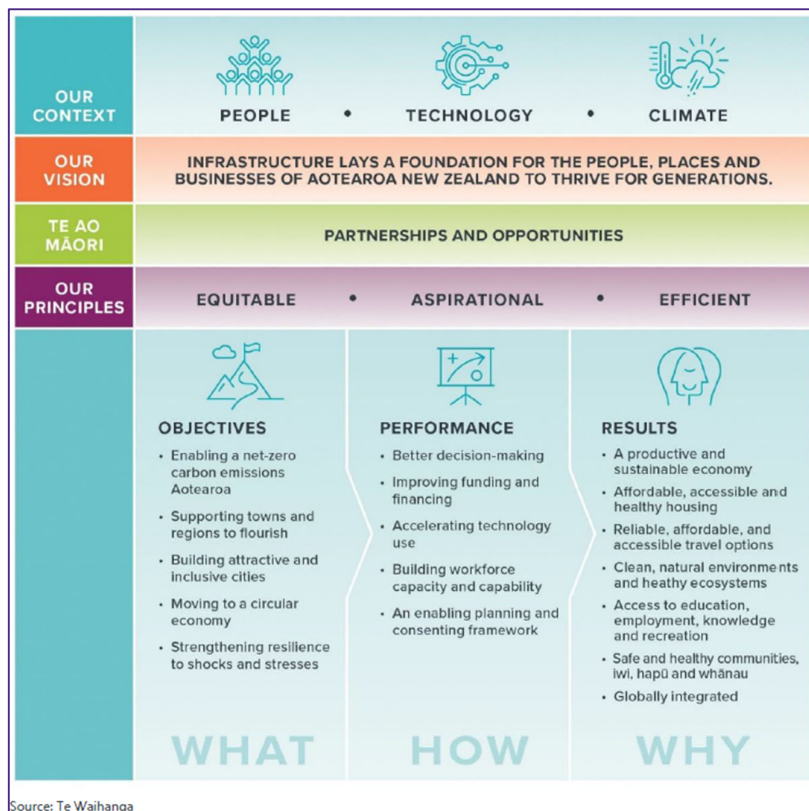 OUR
CONTEXT
PEOPLE • TECHNOLOGY • CLIMATE
OUR
VISION
INFRASTRUCTURE LAYS A FOUNDATION FOR THE PEOPLE, PLACES AND
BUSINESSES OF AOTEAROA NEW ZEALAND TO THRIVE FOR GENERATIONS.
TE AO
MĀORI
PARTNERSHIPS AND OPPORTUNITIES
OUR
PRINCIPLES
EQUITABLE • ASPIRATIONAL • EFFICIENT
OBJECTIVES
• Enabling a net-zero
carbon emissions
Aotearoa
• Supporting towns and
regions to flourish
• Building attractive and
inclusive cities
• Moving to a circular
economy
• Strengthening resilience
to shocks and stresses
WHAT
PERFORMANCE
• Better decision-making
• Improving funding and
financing
• Accelerating technology
use
• Building workforce
capacity and capability
• An enabling planning and
consenting framework
HOW
RESULTS
• A productive and
sustainable economy
• Affordable, accessible and
healthy housing
• Reliable, affordable, and
accessible travel options
• Clean, natural environments
and heathy ecosystems
• Access to education,
employment, knowledge
and recreation
• Safe and healthy communities,
iwi, hapū and whānau
• Globally integrated
WHY
Source: Te Waihanga